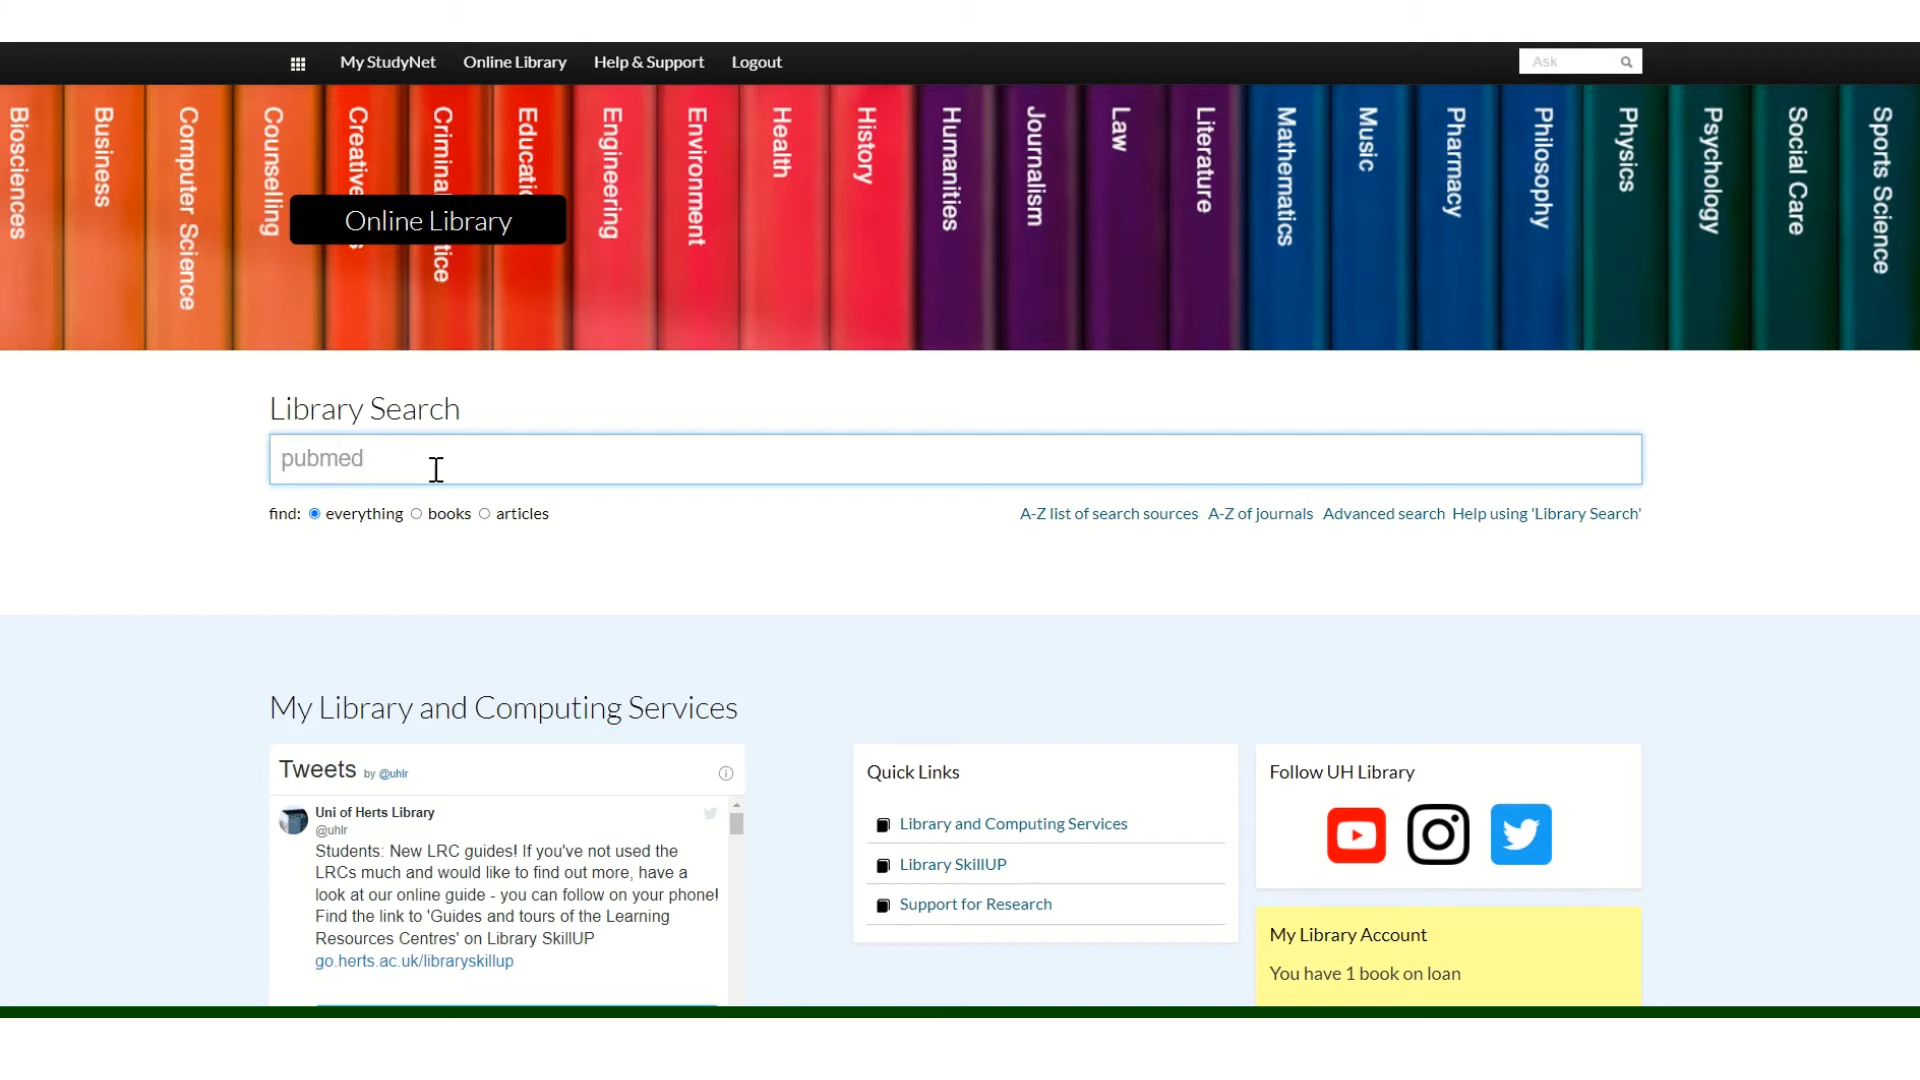 My StudyNet Online Library Help & Support Logout Ask
Biosciences
Business
Computer Science
Counselling
Creative
Criminal
tice
Engineering
Environment
Health
History
Humanities
Journalism
Law
Literature
Mathematics
Music
Pharmacy
Philosophy
Physics
Psychology
Social Care
Sports Science
Online Library
Library Search
pubmed
find: everything books articles
A-Z list of search sources A-Z of journals Advanced search Help using 'Library Search'
My Library and Computing Services
Tweets by @uhlr
Uni of Herts Library
@uhlr
Students: New LRC guides! If you've not used the
LRCs much and would like to find out more, have a
look at our online guide - you can follow on your phone!
Find the link to 'Guides and tours of the Learning
Resources Centres' on Library SkillUP
go.herts.ac.uk/libraryskillup
Quick Links
Library and Computing Services
Library SkillUP
Support for Research
Follow UH Library
My Library Account
You have 1 book on loan